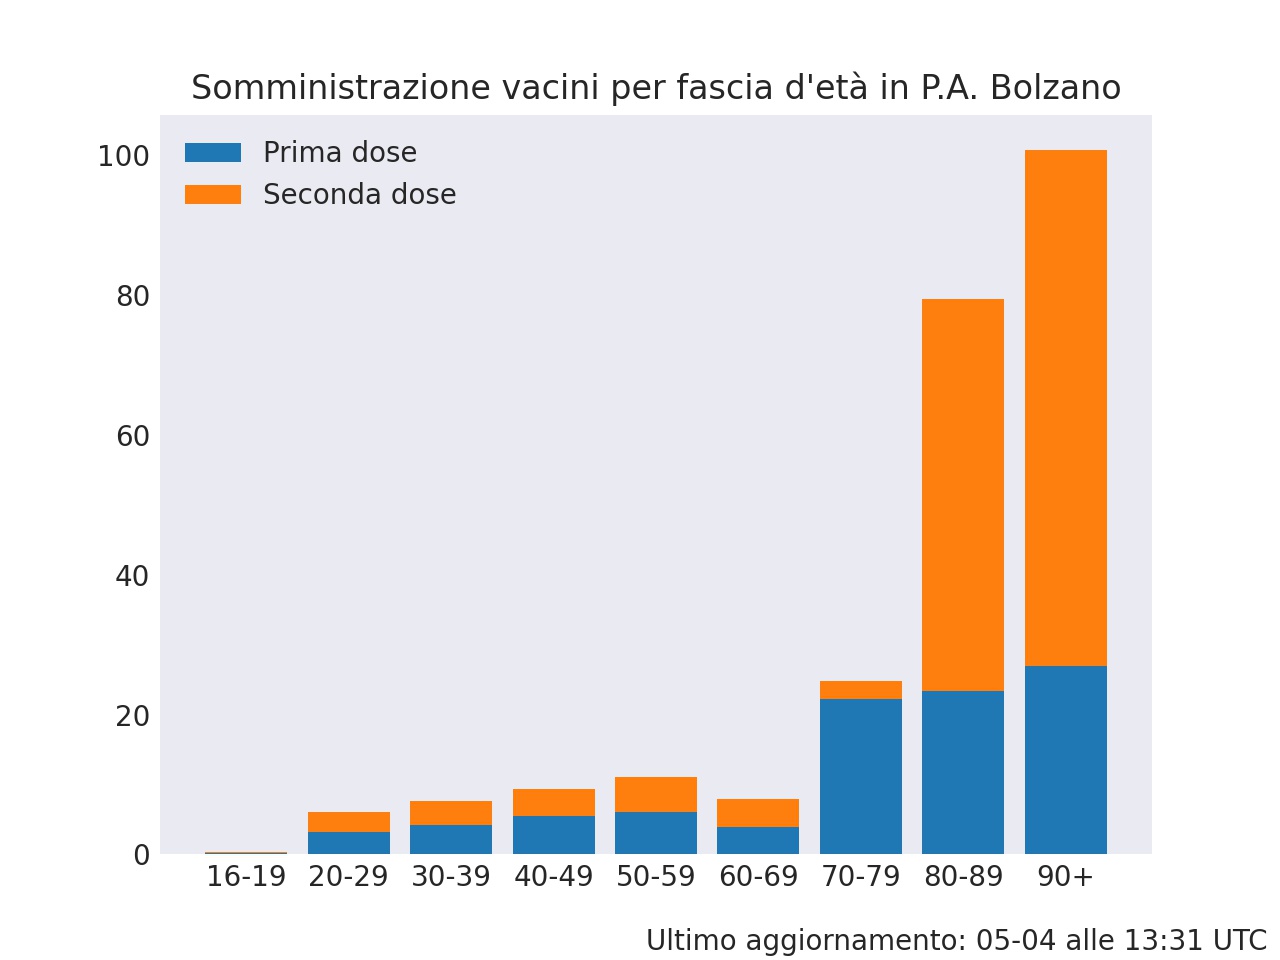 Somministrazione vacini per fascia d'età in P.A. Bolzano
Prima dose
Seconda dose
100
80
60
40
20
0
16-19 20-29 30-39 40-49 50-59 60-69 70-79 80-89 90+
Ultimo aggiornamento: 05-04 alle 13:31 UTC